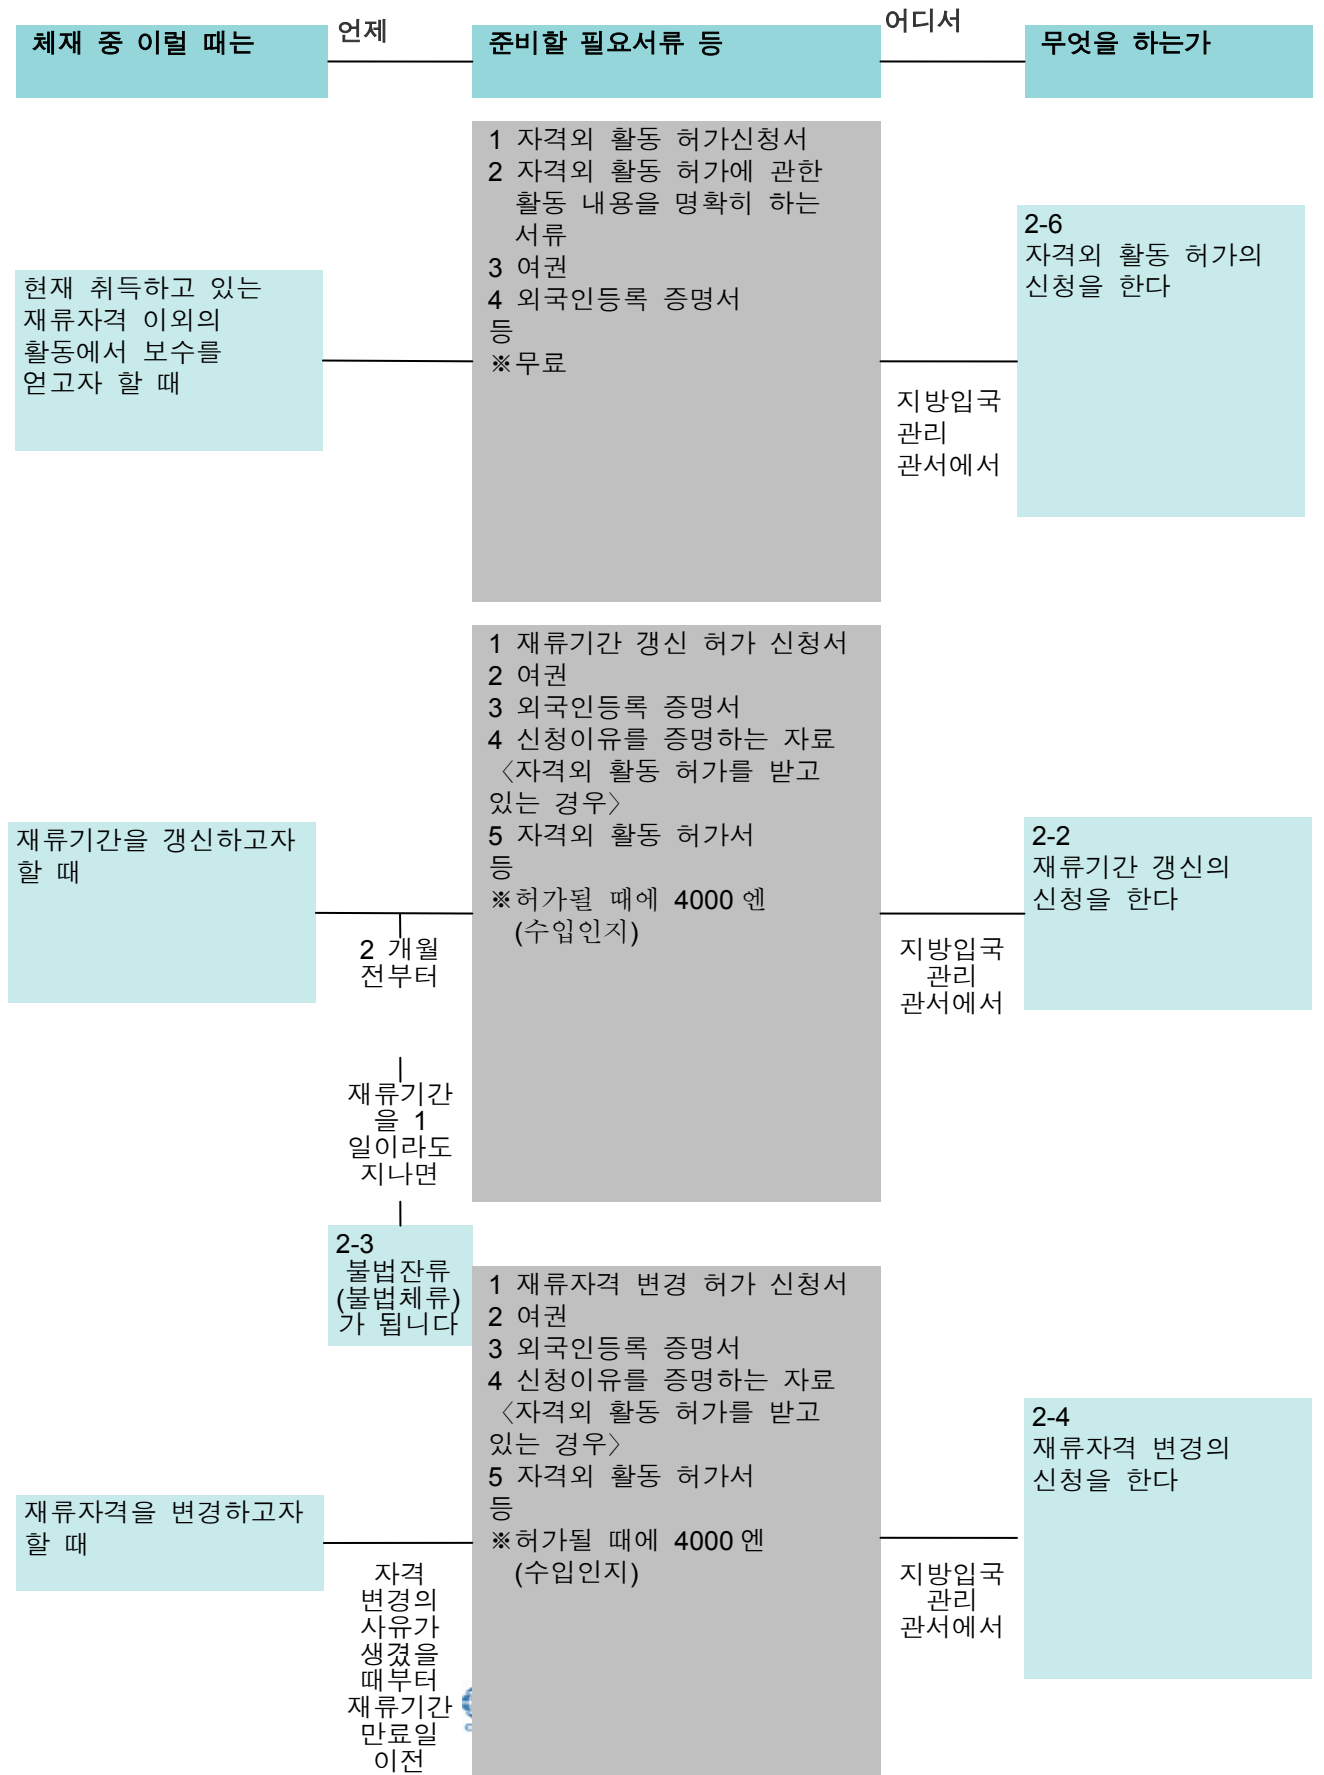 체재 중 이럴 때는
언제
준비할 필요서류 등
어디서
무엇을 하는가
현재 취득하고 있는
재류자격 이외의
활동에서 보수를
얻고자 할 때
1 자격외 활동 허가신청서
2 자격외 활동 허가에 관한
활동 내용을 명확히 하는
서류
3 여권
4 외국인등록 증명서
등
※무료
지방입국
관리
관서에서
2-6
자격외 활동 허가의
신청을 한다
재류기간을 갱신하고자
할 때
2 개월
전부터
재류기간
을 1
일이라도
지나면
2-3
불법잔류
(불법체류)
가 됩니다
1 재류기간 갱신 허가 신청서
2 여권
3 외국인등록 증명서
4 신청이유를 증명하는 자료
〈자격외 활동 허가를 받고
있는 경우〉
5 자격외 활동 허가서
등
※허가될 때에 4000 엔
(수입인지)
지방입국
관리
관서에서
2-2
재류기간 갱신의
신청을 한다
재류자격을 변경하고자
할 때
자격
변경의
사유가
생겼을
때부터
재류기간
만료일
이전
1 재류자격 변경 허가 신청서
2 여권
3 외국인등록 증명서
4 신청이유를 증명하는 자료
〈자격외 활동 허가를 받고
있는 경우〉
5 자격외 활동 허가서
등
※허가될 때에 4000 엔
(수입인지)
지방입국
관리
관서에서
2-4
재류자격 변경의
신청을 한다